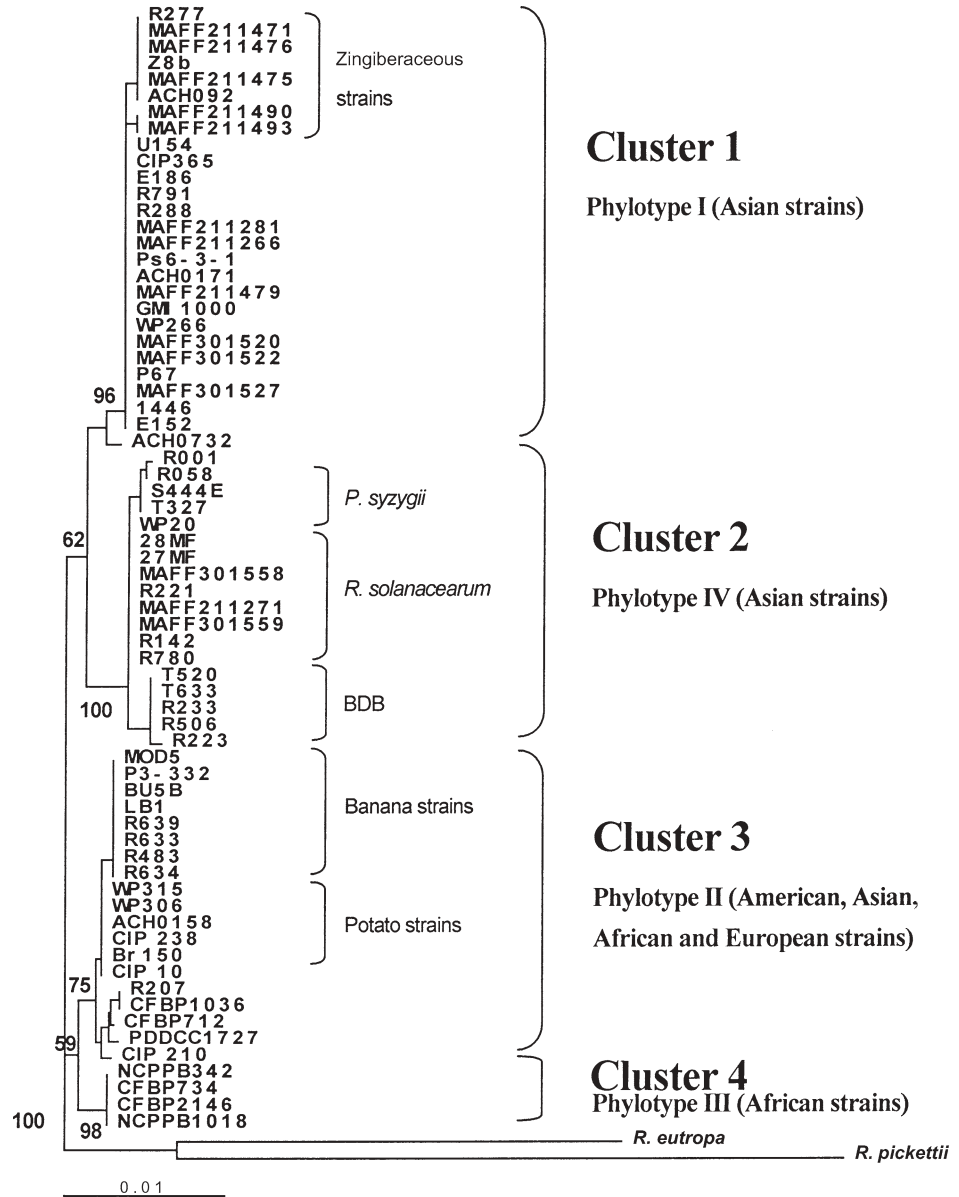 R277
MAFF211471
MAFF211476
Z8b
MAFF211475
ACH092
MAFF211490
MAFF211493
Zingiberaceous
strains
U154
CIP365
E186
R791
R288
MAFF211281
MAFF211266
Ps6-3-1
ACH0171
MAFF211479
GMI 1000
WP266
MAFF301520
MAFF301522
P67
MAFF301527
1446
E152
ACH0732
96
Cluster 1
Phylotype I (Asian strains)
R001
R058
S444E
T327
WP20
P. syzygii
28MF
27MF
MAFF301558
R221
MAFF211271
MAFF301559
R142
R780
R. solanacearum
T520
T633
R233
R506
R223
BDB
62
100
Cluster 2
Phylotype IV (Asian strains)
MOD5
P3-332
BU5B
LB1
R639
R633
R483
R634
Banana strains
WP315
WP306
ACH0158
CIP 238
Br150
CIP 10
Potato strains
R207
CFBP1036
CFBP712
PDDCC1727
CIP 210
75
59
Cluster 3
Phylotype II (American, Asian,
African and European strains)
NCPPB342
CFBP734
CFBP2146
NCPPB1018
98
100
Cluster 4
Phylotype III (African strains)
R. eutropa
R. pickettii
0.01